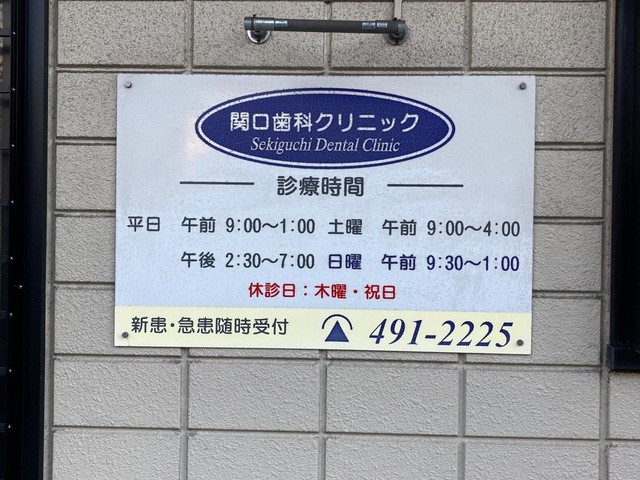 関口歯科クリニック
Sekiguchi Dental Clinic
診療時間
平日 午前 9:00〜1:00 土曜 午前 9:00〜4:00
午後 2:30〜7:00 日曜 午前 9:30〜1:00
休診日：木曜・祝日
新患・急患随時受付 491-2225